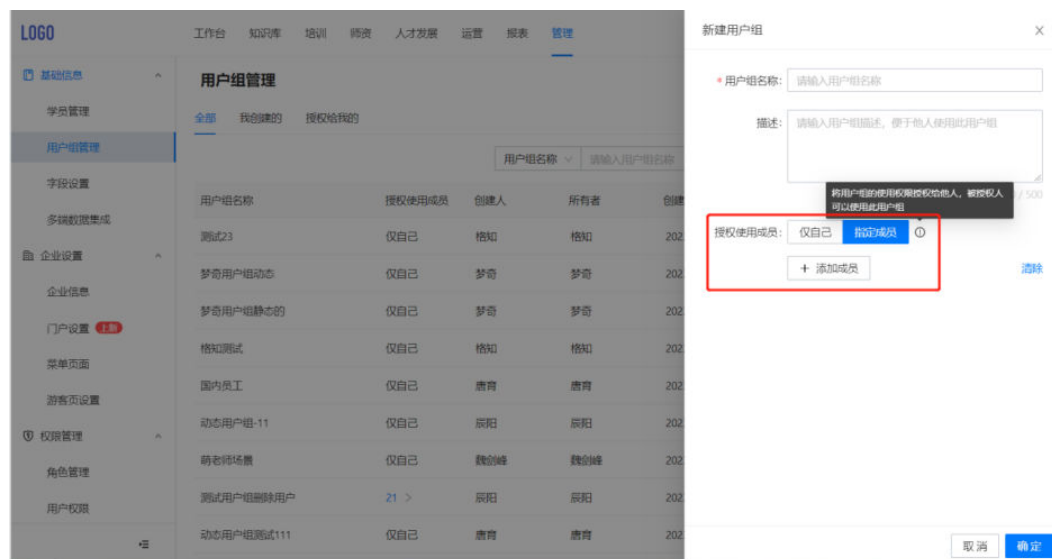 LOGO 工作台 知识库 培训 师资 人才发展 运营 报表 管理
基础信息
学员管理
用户组管理
字段设置
多端数据集成
企业设置
企业信息
门户设置 上新
菜单页面
游客页设置
权限管理
角色管理
用户权限
用户组管理
全部 我创建的 授权给我的
用户组名称 请输入用户组名称
用户组名称 授权使用成员 创建人 所有者 创建
测试23 仅自己 格知 格知 202
梦奇用户组动态 仅自己 梦奇 梦奇 202
梦奇用户组静态的 仅自己 梦奇 梦奇 202
格知测试 仅自己 格知 格知 202
国内员工 仅自己 唐育 唐育 202
动态用户组-11 仅自己 辰阳 辰阳 202
萌老师场景 仅自己 魏剑峰 魏剑峰 202
测试用户组删除用户 21 > 辰阳 辰阳 202
动态用户组测试111 仅自己 唐育 唐育 202
新建用户组
* 用户组名称: 请输入用户组名称
描述: 请输入用户组描述，便于他人使用此用户组
/ 500
将用户组的使用权限授权给他人，被授权人
可以使用此用户组
授权使用成员: 仅自己 指定成员
+ 添加成员 清除
取消 确定